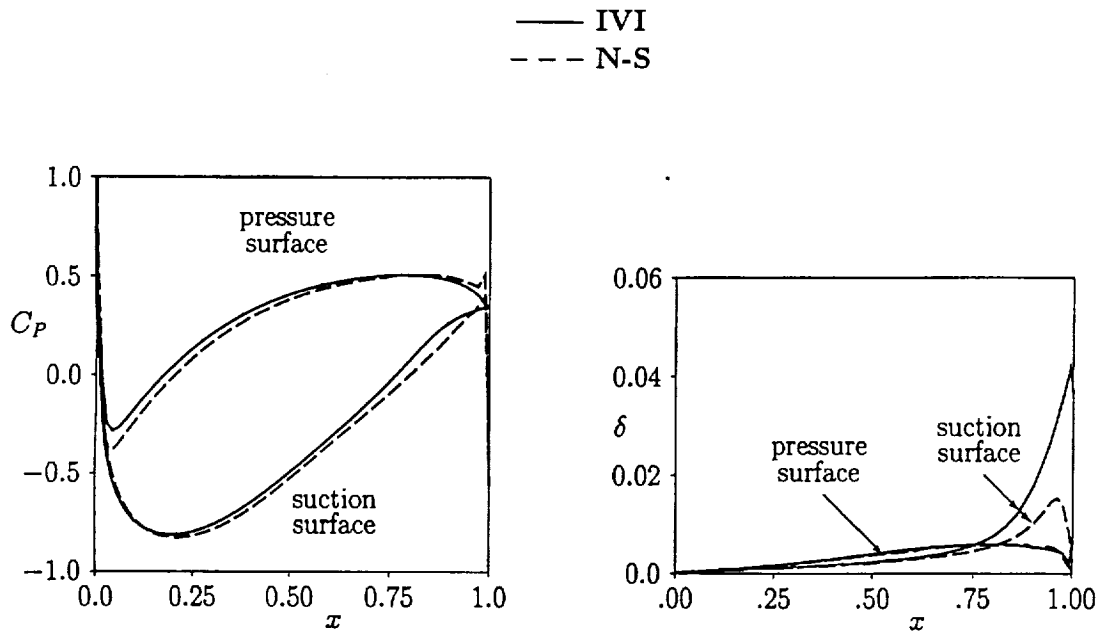 IVI
N-S
1.0
0.5
0.0
−0.5
−1.0
C_P
pressure
surface
suction
surface
0.0
0.25
0.50
0.75
1.0
x
0.06
0.04
0.02
0.0
δ
pressure
surface
suction
surface
0.00
.25
.50
.75
1.00
x